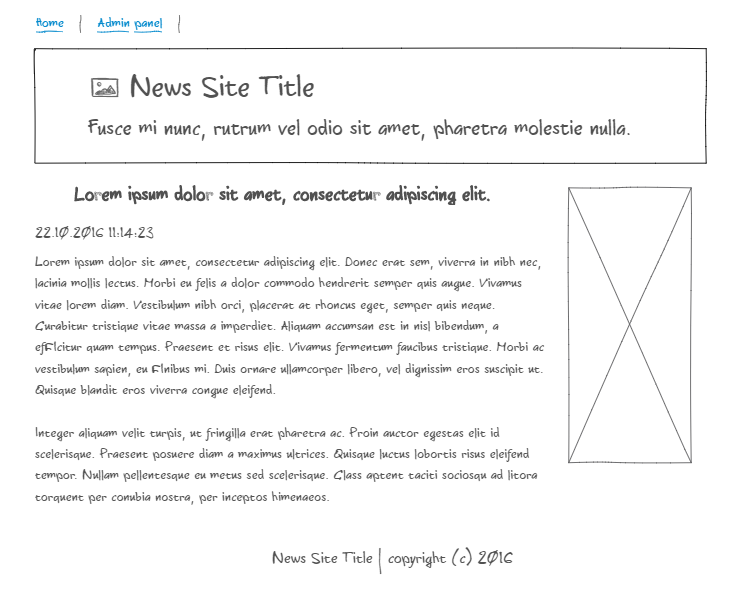 Home | Admin panel |
News Site Title
Fusce mi nunc, rutrum vel odio sit amet, pharetra molestie nulla.
Lorem ipsum dolor sit amet, consectetur adipiscing elit.
22.10.2016 11:14:23
Lorem ipsum dolor sit amet, consectetur adipiscing elit. Donec erat sem, viverra in nibh nec,
lacinia mollis lectus. Morbi eu felis a dolor commodo hendrerit semper quis augue. Vivamus
vitae lorem diam. Vestibulum nibh orci, placerat at rhoncus eget, semper quis neque.
Curabitur tristique vitae massa a imperdiet. Aliquam accumsan est in nisl bibendum, a
efficitur quam tempus. Praesent et risus elit. Vivamus fermentum faucibus tristique. Morbi ac
vestibulum sapien, eu finibus mi. Duis ornare ullamcorper libero, vel dignissim eros suscipit ut.
Quisque blandit eros viverra congue eleifend.
Integer aliquam velit turpis, ut fringilla erat pharetra ac. Proin auctor egestas elit id
scelerisque. Praesent posuere diam a maximus ultrices. Quisque luctus lobortis risus eleifend
tempor. Nullam pellentesque eu metus sed scelerisque. Class aptent taciti sociosqu ad litora
torquent per conubia nostra, per inceptos himenaeos.
News Site Title | copyright (c) 2016